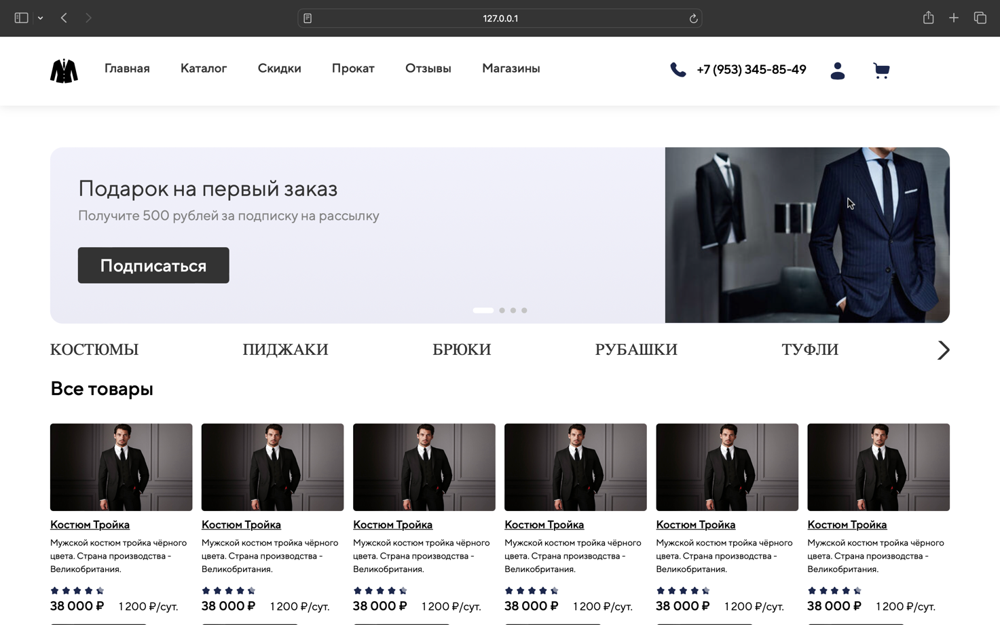 127.0.0.1
Главная Каталог Скидки Прокат Отзывы Магазины +7 (953) 345-85-49
Подарок на первый заказ
Получите 500 рублей за подписку на рассылку
Подписаться
КОСТЮМЫ ПИДЖАКИ БРЮКИ РУБАШКИ ТУФЛИ
Все товары
Костюм Тройка
Мужской костюм тройка чёрного
цвета. Страна производства -
Великобритания.
38 000 ₽ 1 200 ₽/сут.
Костюм Тройка
Мужской костюм тройка чёрного
цвета. Страна производства -
Великобритания.
38 000 ₽ 1 200 ₽/сут.
Костюм Тройка
Мужской костюм тройка чёрного
цвета. Страна производства -
Великобритания.
38 000 ₽ 1 200 ₽/сут.
Костюм Тройка
Мужской костюм тройка чёрного
цвета. Страна производства -
Великобритания.
38 000 ₽ 1 200 ₽/сут.
Костюм Тройка
Мужской костюм тройка чёрного
цвета. Страна производства -
Великобритания.
38 000 ₽ 1 200 ₽/сут.
Костюм Тройка
Мужской костюм тройка чёрного
цвета. Страна производства -
Великобритания.
38 000 ₽ 1 200 ₽/сут.